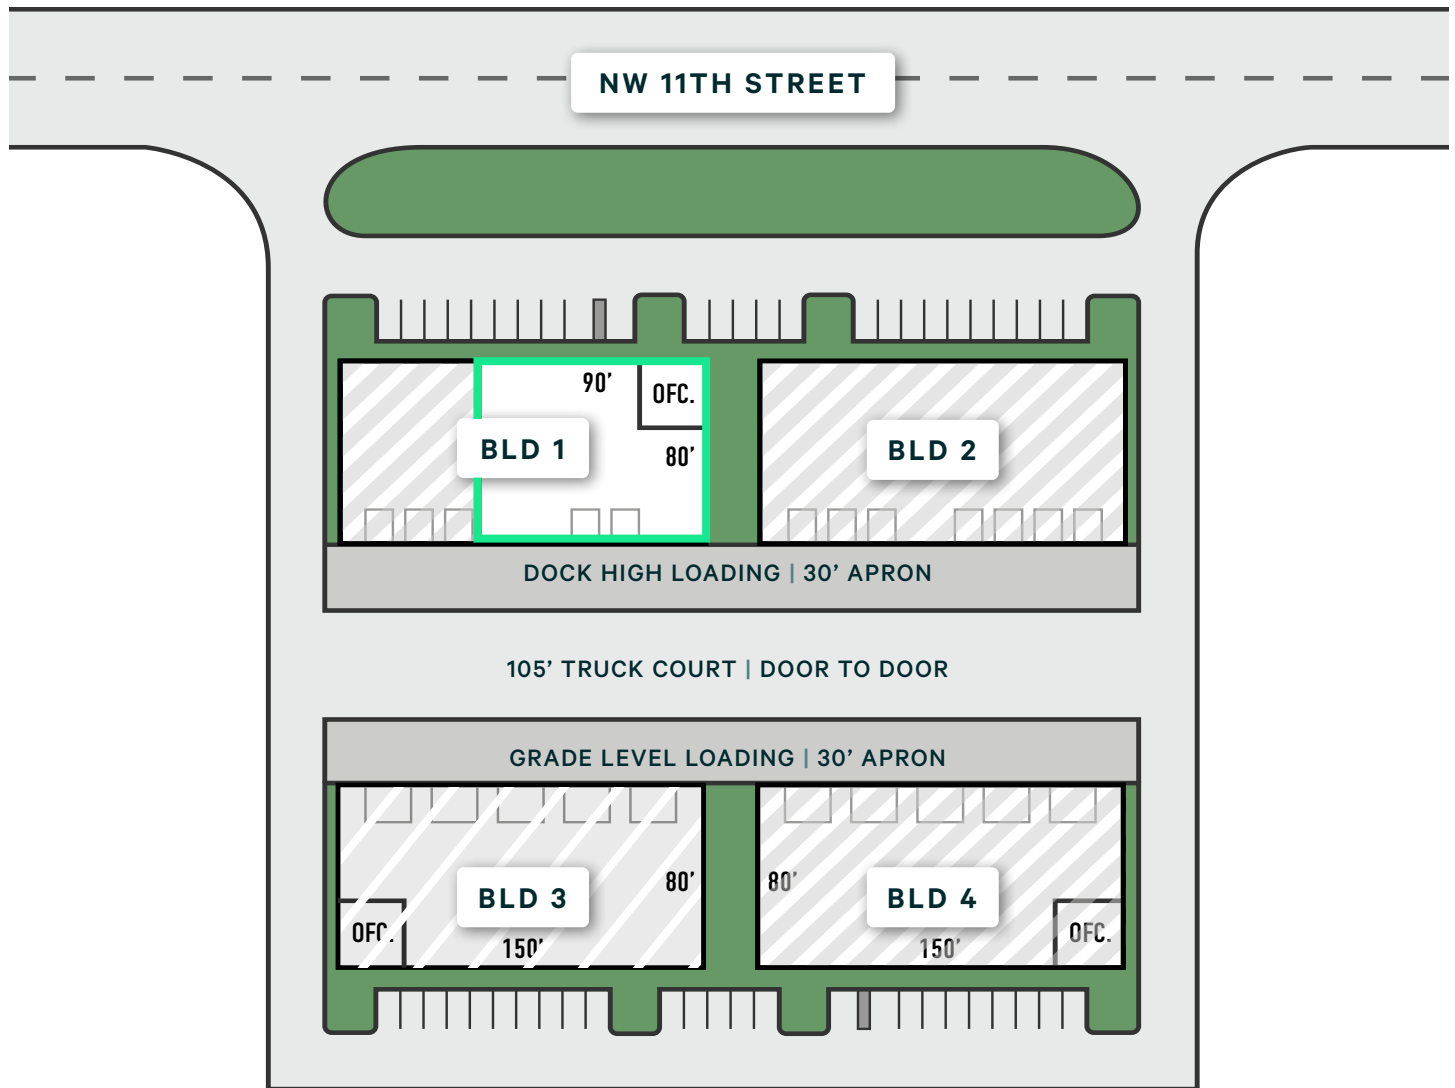 NW 11TH STREET
90’
OFC.
BLD 1
80’
BLD 2
DOCK HIGH LOADING | 30’ APRON
105’ TRUCK COURT | DOOR TO DOOR
GRADE LEVEL LOADING | 30’ APRON
BLD 3
80’
80’
BLD 4
OFC.
150’
150’
OFC.